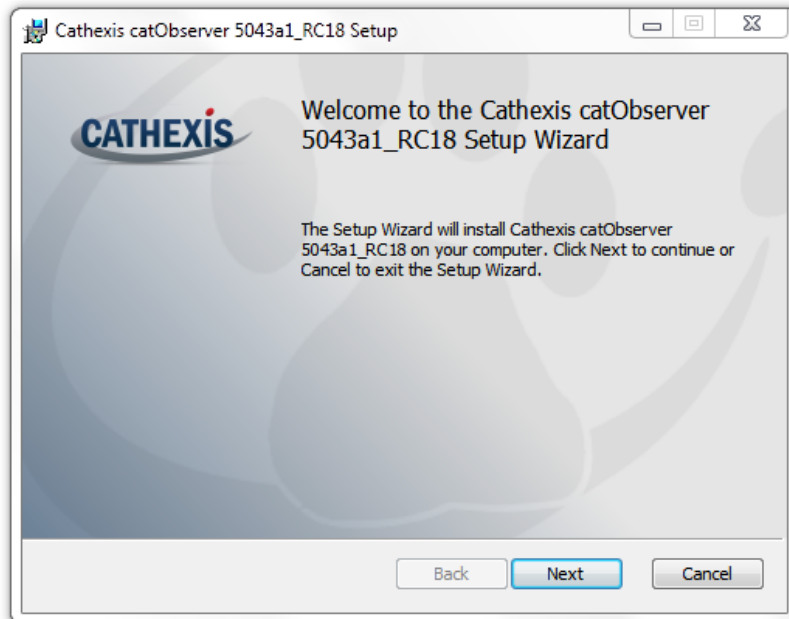 Cathexis catObserver 5043a1_RC18 Setup
CATHEXIS
Welcome to the Cathexis catObserver
5043a1_RC18 Setup Wizard
The Setup Wizard will install Cathexis catObserver
5043a1_RC18 on your computer. Click Next to continue or
Cancel to exit the Setup Wizard.
Back
Next
Cancel